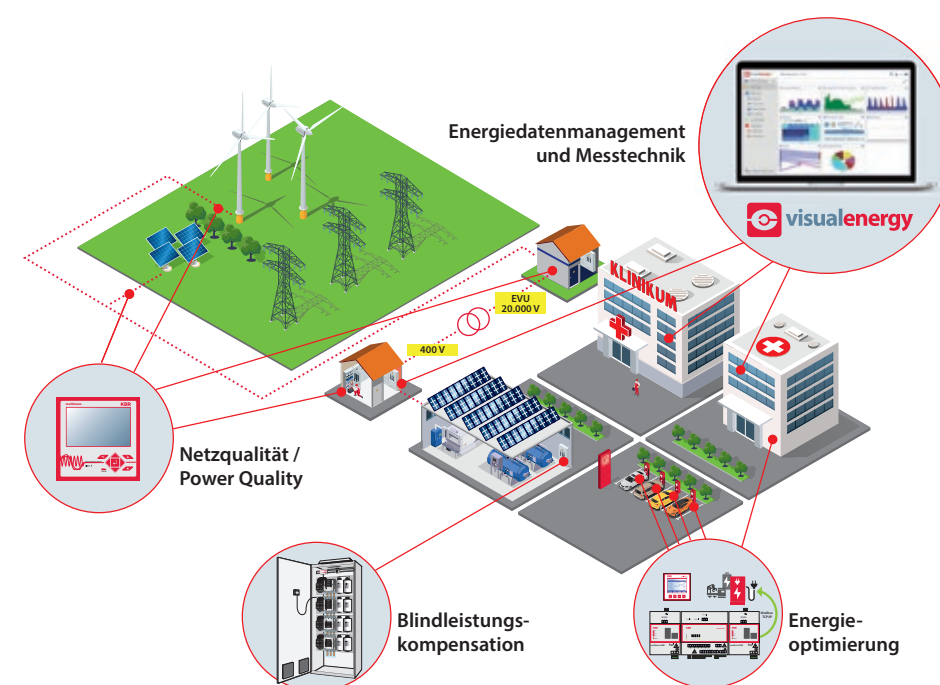 Energiedatenmanagement
und Messtechnik
visualenergy
KLINIKUM
EVU
20.000 V
400 V
KBR
Netzqualität /
Power Quality
Blindleistungs-
kompensation
Energie-
optimierung